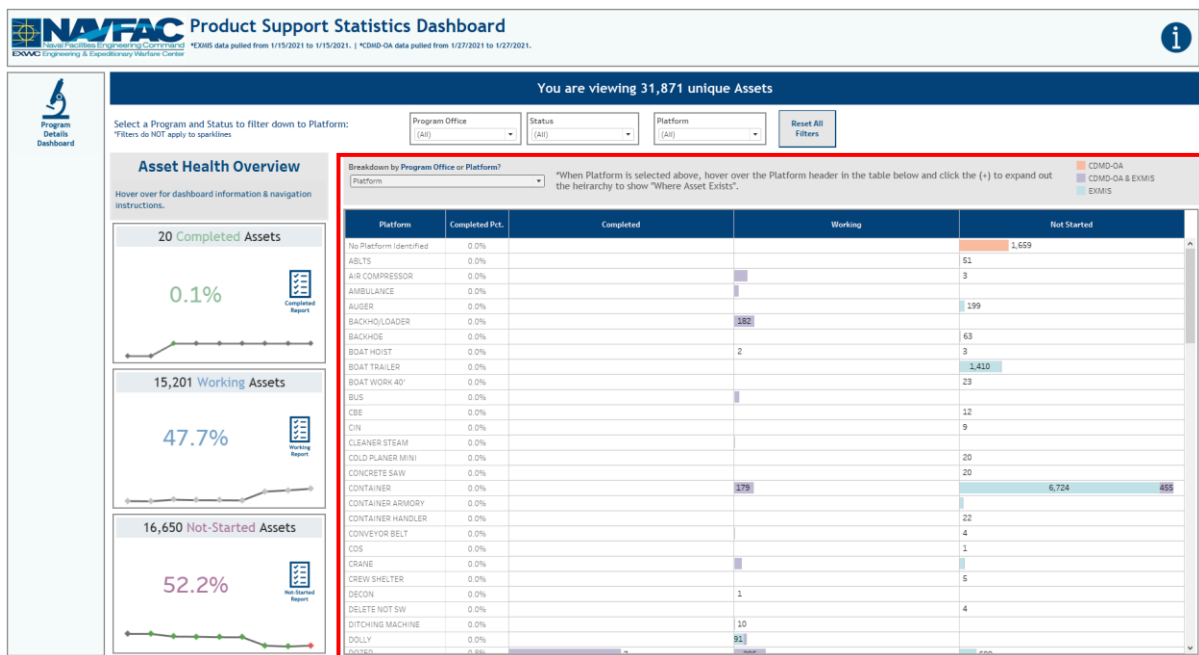 NAVFAC
Naval Facilities Engineering Command
EXWC Engineering & Expeditionary Warfare Center
Product Support Statistics Dashboard
*EXMIS data pulled from 1/15/2021 to 1/15/2021. | *CDMD-OA data pulled from 1/27/2021 to 1/27/2021.
i
Program
Details
Dashboard
You are viewing 31,871 unique Assets
Select a Program and Status to filter down to Platform:
*Filters do NOT apply to sparklines
Program Office
(All)
Status
(All)
Platform
(All)
Reset All
Filters
Asset Health Overview
Hover over for dashboard information & navigation
instructions.
20 Completed Assets
0.1%
Completed
Report
15,201 Working Assets
47.7%
Working
Report
16,650 Not-Started Assets
52.2%
Not-Started
Report
Breakdown by Program Office or Platform?
Platform
*When Platform is selected above, hover over the Platform header in the table below and click the (+) to expand out
the heirarchy to show "Where Asset Exists".
CDMD-OA
CDMD-OA & EXMIS
EXMIS
Platform Completed Pct. Completed Working Not Started
No Platform Identified 0.0% 1,659
ABLTS 0.0% 51
AIR COMPRESSOR 0.0% 3
AMBULANCE 0.0%
AUGER 0.0% 199
BACKHO/LOADER 0.0% 182
BACKHOE 0.0% 63
BOAT HOIST 0.0% 2 3
BOAT TRAILER 0.0% 1,410
BOAT WORK 40' 0.0% 23
BUS 0.0%
CBE 0.0% 12
CIN 0.0% 9
CLEANER STEAM 0.0%
COLD PLANER MINI 0.0% 20
CONCRETE SAW 0.0% 20
CONTAINER 0.0% 179 6,724 455
CONTAINER ARMORY 0.0%
CONTAINER HANDLER 0.0% 22
CONVEYOR BELT 0.0% 4
COS 0.0% 1
CRANE 0.0%
CREW SHELTER 0.0% 5
DECON 0.0% 1
DELETE NOT SW 0.0% 4
DITCHING MACHINE 0.0% 10
DOLLY 0.0% 91